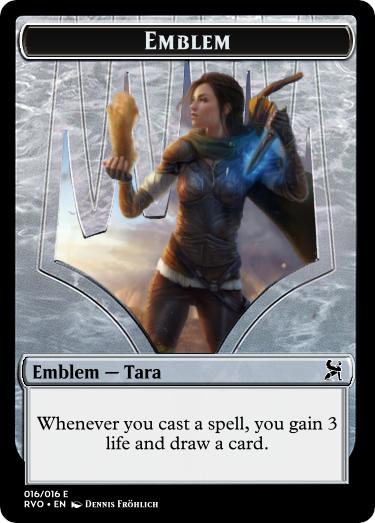 EMBLEM
Emblem — Tara
Whenever you cast a spell, you gain 3
life and draw a card.
016/016 E
RVO • EN DENNIS FRÖHLICH